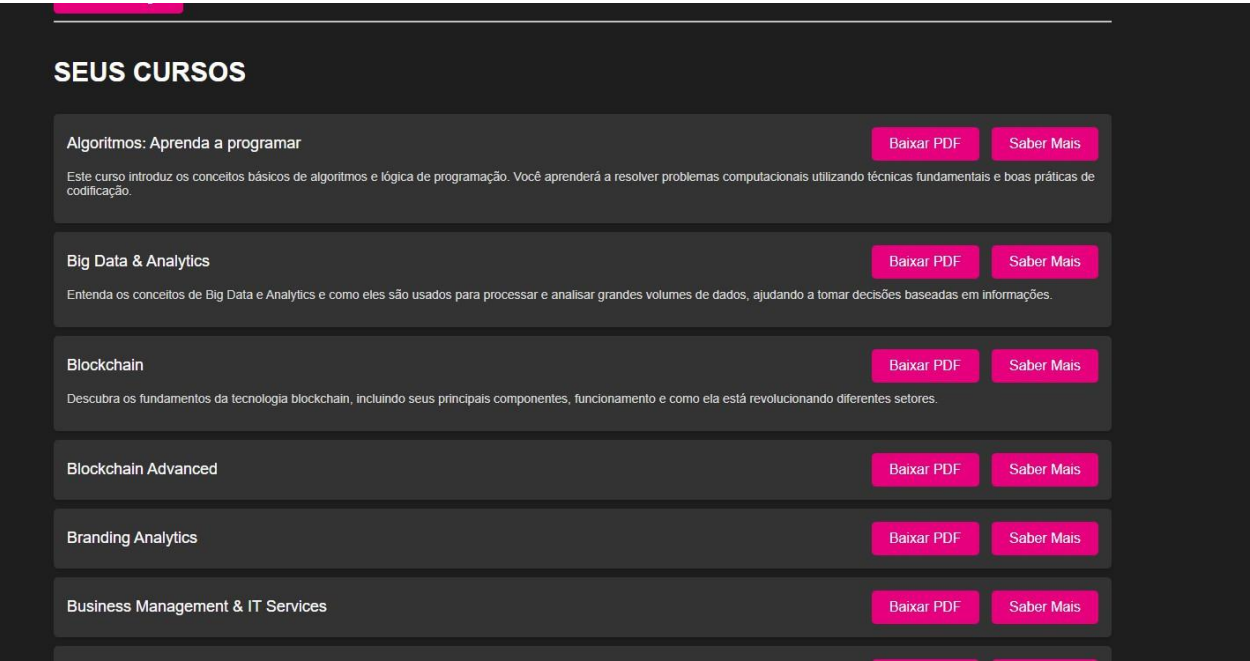 SEUS CURSOS
Algoritmos: Aprenda a programar
Baixar PDF
Saber Mais
Este curso introduz os conceitos básicos de algoritmos e lógica de programação. Você aprenderá a resolver problemas computacionais utilizando técnicas fundamentais e boas práticas de
codificação.
Big Data & Analytics
Baixar PDF
Saber Mais
Entenda os conceitos de Big Data e Analytics e como eles são usados para processar e analisar grandes volumes de dados, ajudando a tomar decisões baseadas em informações.
Blockchain
Baixar PDF
Saber Mais
Descubra os fundamentos da tecnologia blockchain, incluindo seus principais componentes, funcionamento e como ela está revolucionando diferentes setores.
Blockchain Advanced
Baixar PDF
Saber Mais
Branding Analytics
Baixar PDF
Saber Mais
Business Management & IT Services
Baixar PDF
Saber Mais